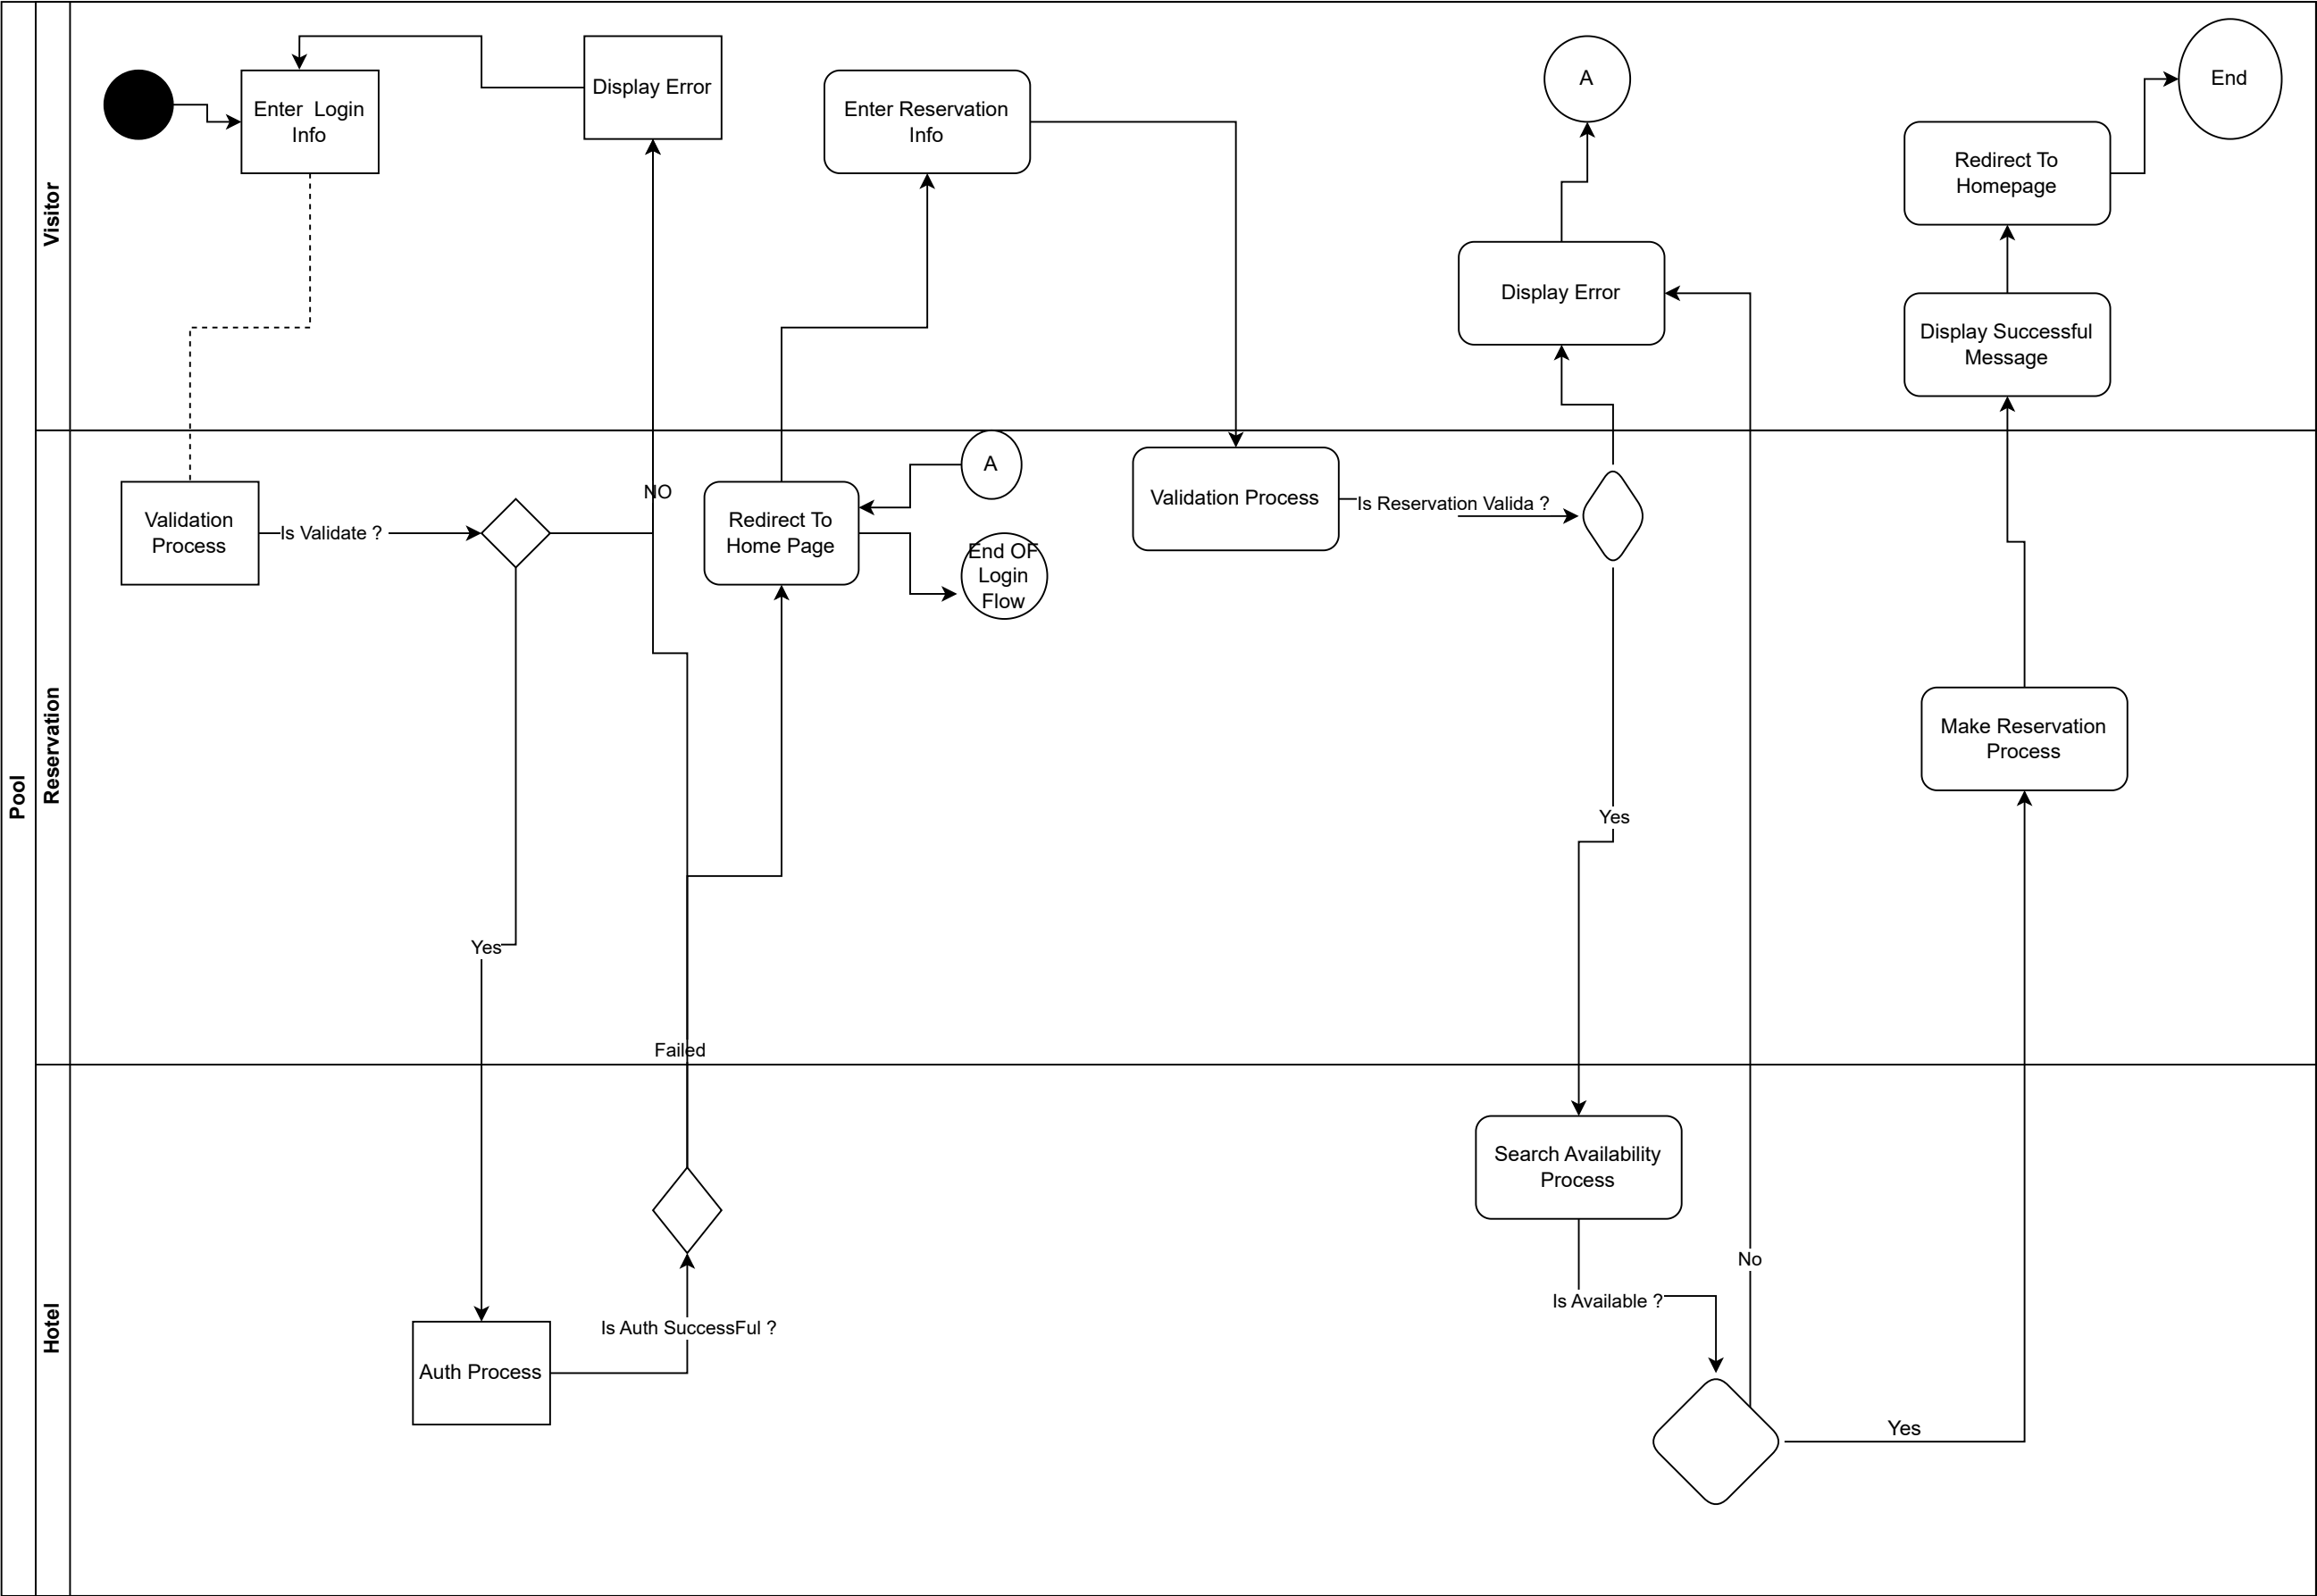 Pool
Visitor
Enter  Login
Info
Display Error
Enter Reservation
Info
A
Display Error
Redirect To
Homepage
End
Display Successful
Message
Reservation
Validation
Process
Is Validate ?
NO
Redirect To
Home Page
A
End OF
Login
Flow
Validation Process
Is Reservation Valida ?
Yes
Make Reservation
Process
Yes
Failed
Hotel
Search Availability
Process
No
Is Available ?
Is Auth SuccessFul ?
Auth Process
Yes